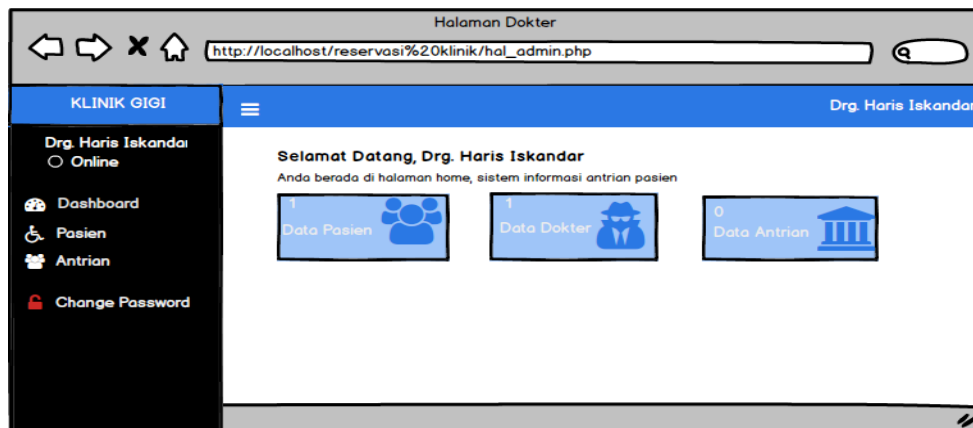 Halaman Dokter
http://localhost/reservasi%20klinik/hal_admin.php
KLINIK GIGI
Drg. Haris Iskandar
Drg. Haris Iskandar
Online
Dashboard
Pasien
Antrian
Change Password
Selamat Datang, Drg. Haris Iskandar
Anda berada di halaman home, sistem informasi antrian pasien
1
Data Pasien
1
Data Dokter
0
Data Antrian